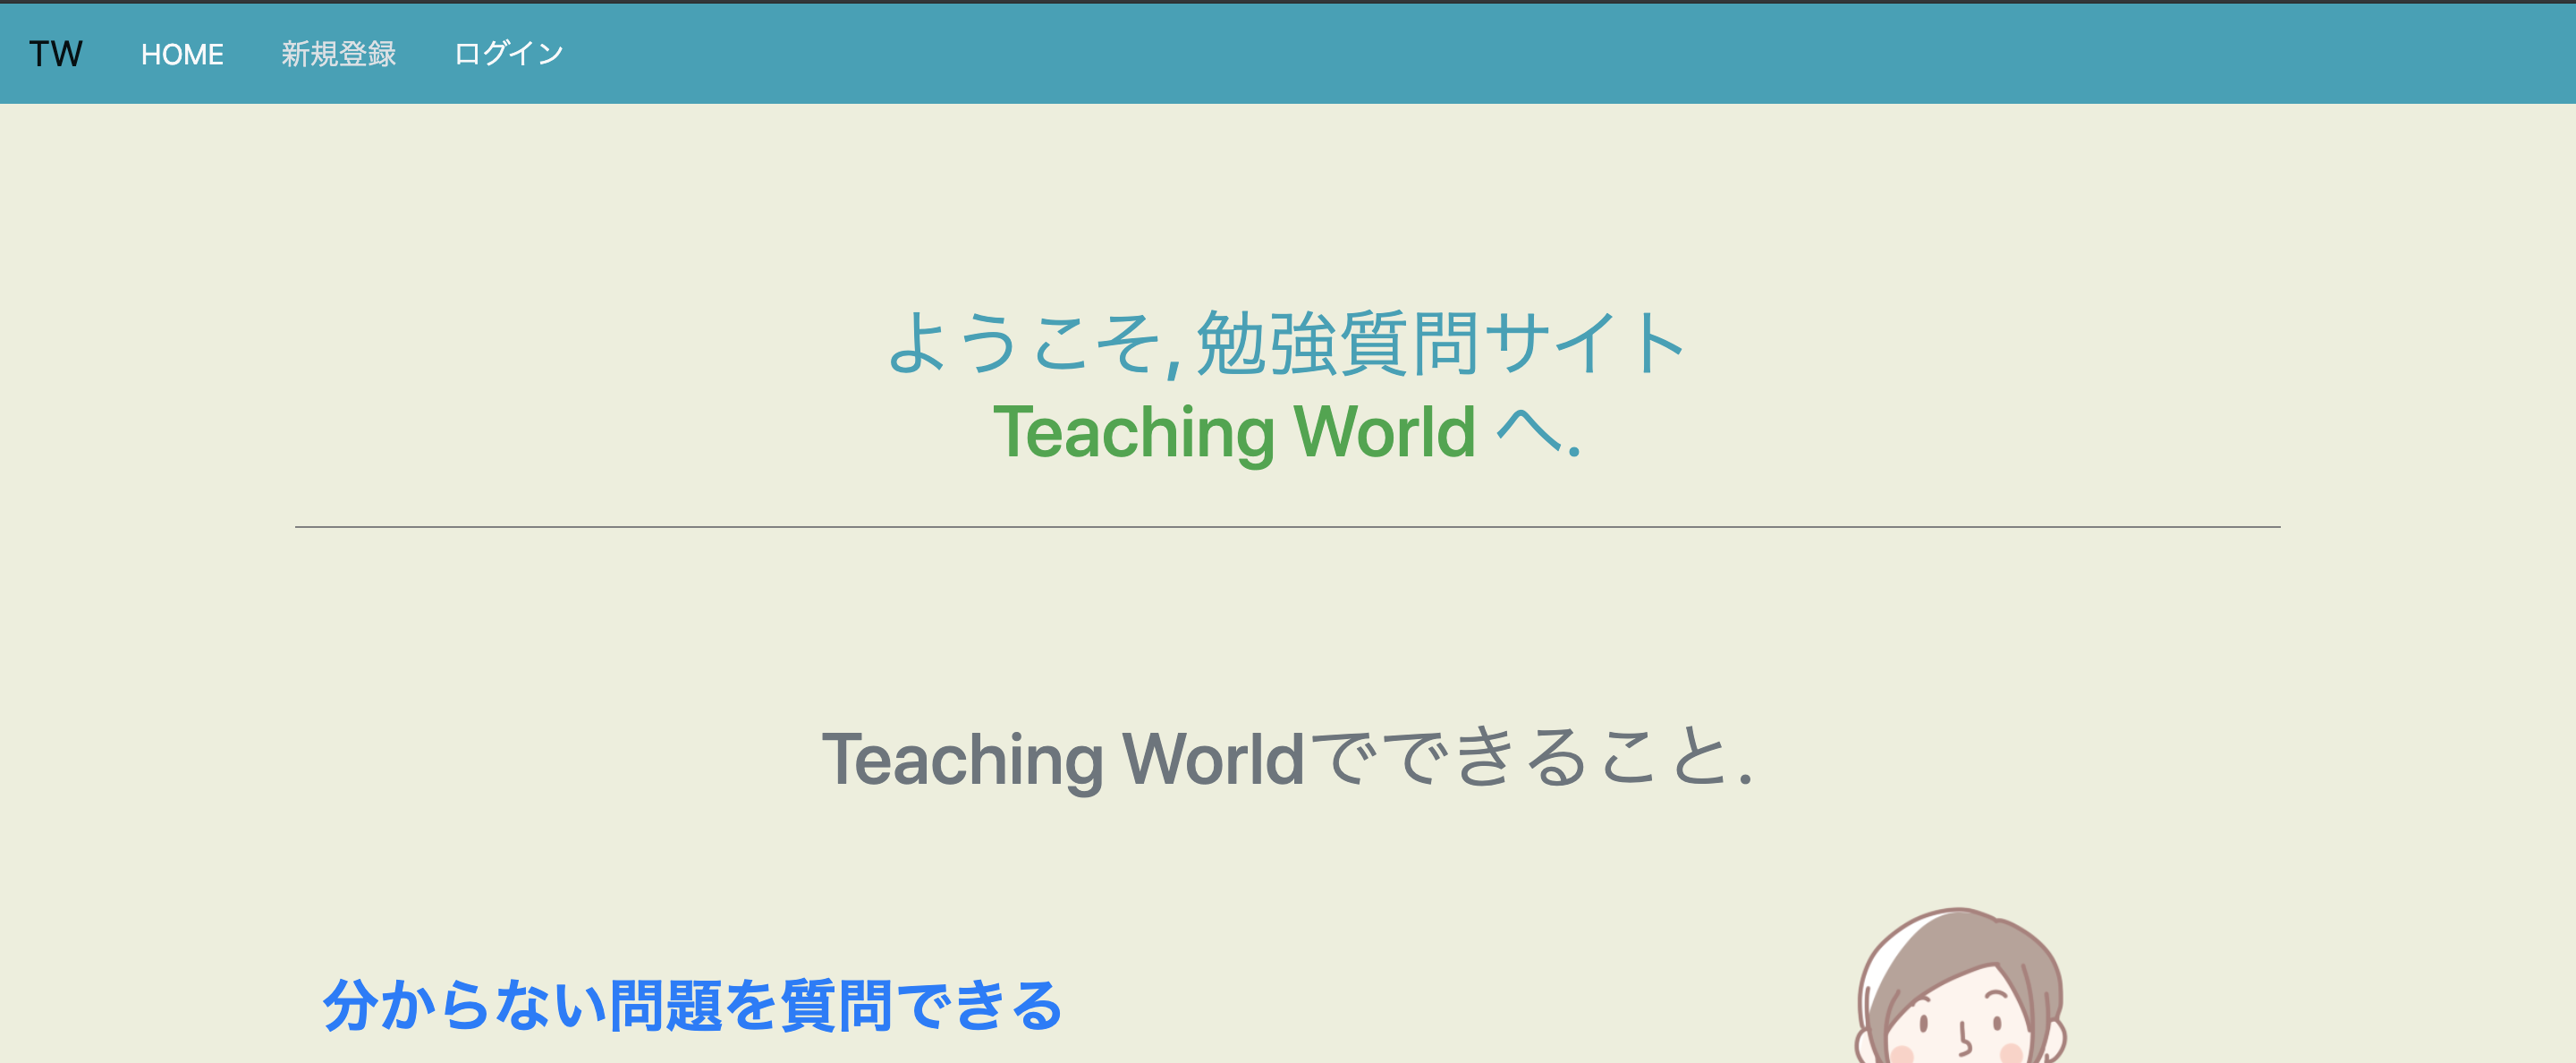 TW HOME 新規登録 ログイン
ようこそ, 勉強質問サイト
Teaching World へ.
Teaching Worldでできること.
分からない問題を質問できる